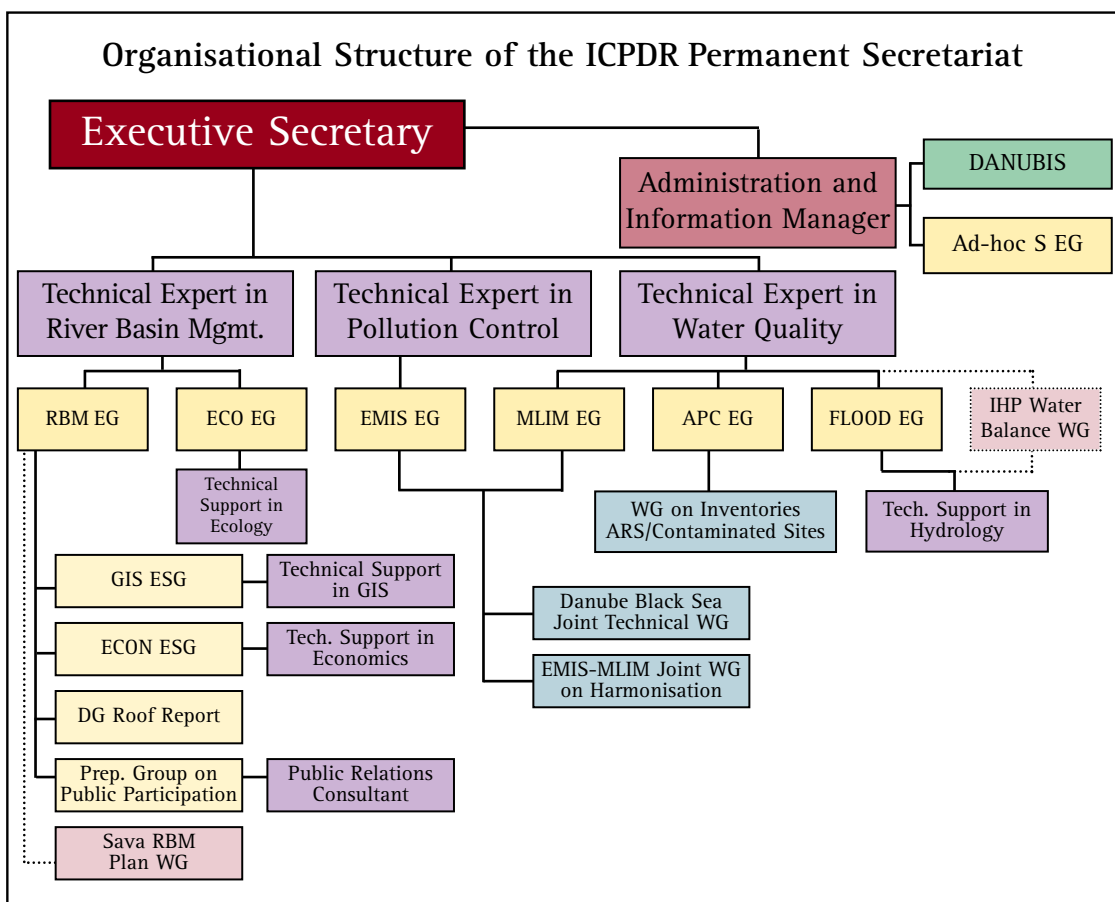 Organisational Structure of the ICPDR Permanent Secretariat
Executive Secretary
Administration and
Information Manager
DANUBIS
Ad-hoc S EG
Technical Expert in
River Basin Mgmt.
Technical Expert in
Pollution Control
Technical Expert in
Water Quality
RBM EG
ECO EG
EMIS EG
MLIM EG
APC EG
FLOOD EG
IHP Water
Balance WG
Technical
Support in
Ecology
WG on Inventories
ARS/Contaminated Sites
Tech. Support in
Hydrology
GIS ESG
Technical Support
in GIS
Danube Black Sea
Joint Technical WG
ECON ESG
Tech. Support in
Economics
EMIS-MLIM Joint WG
on Harmonisation
DG Roof Report
Prep. Group on
Public Participation
Public Relations
Consultant
Sava RBM
Plan WG